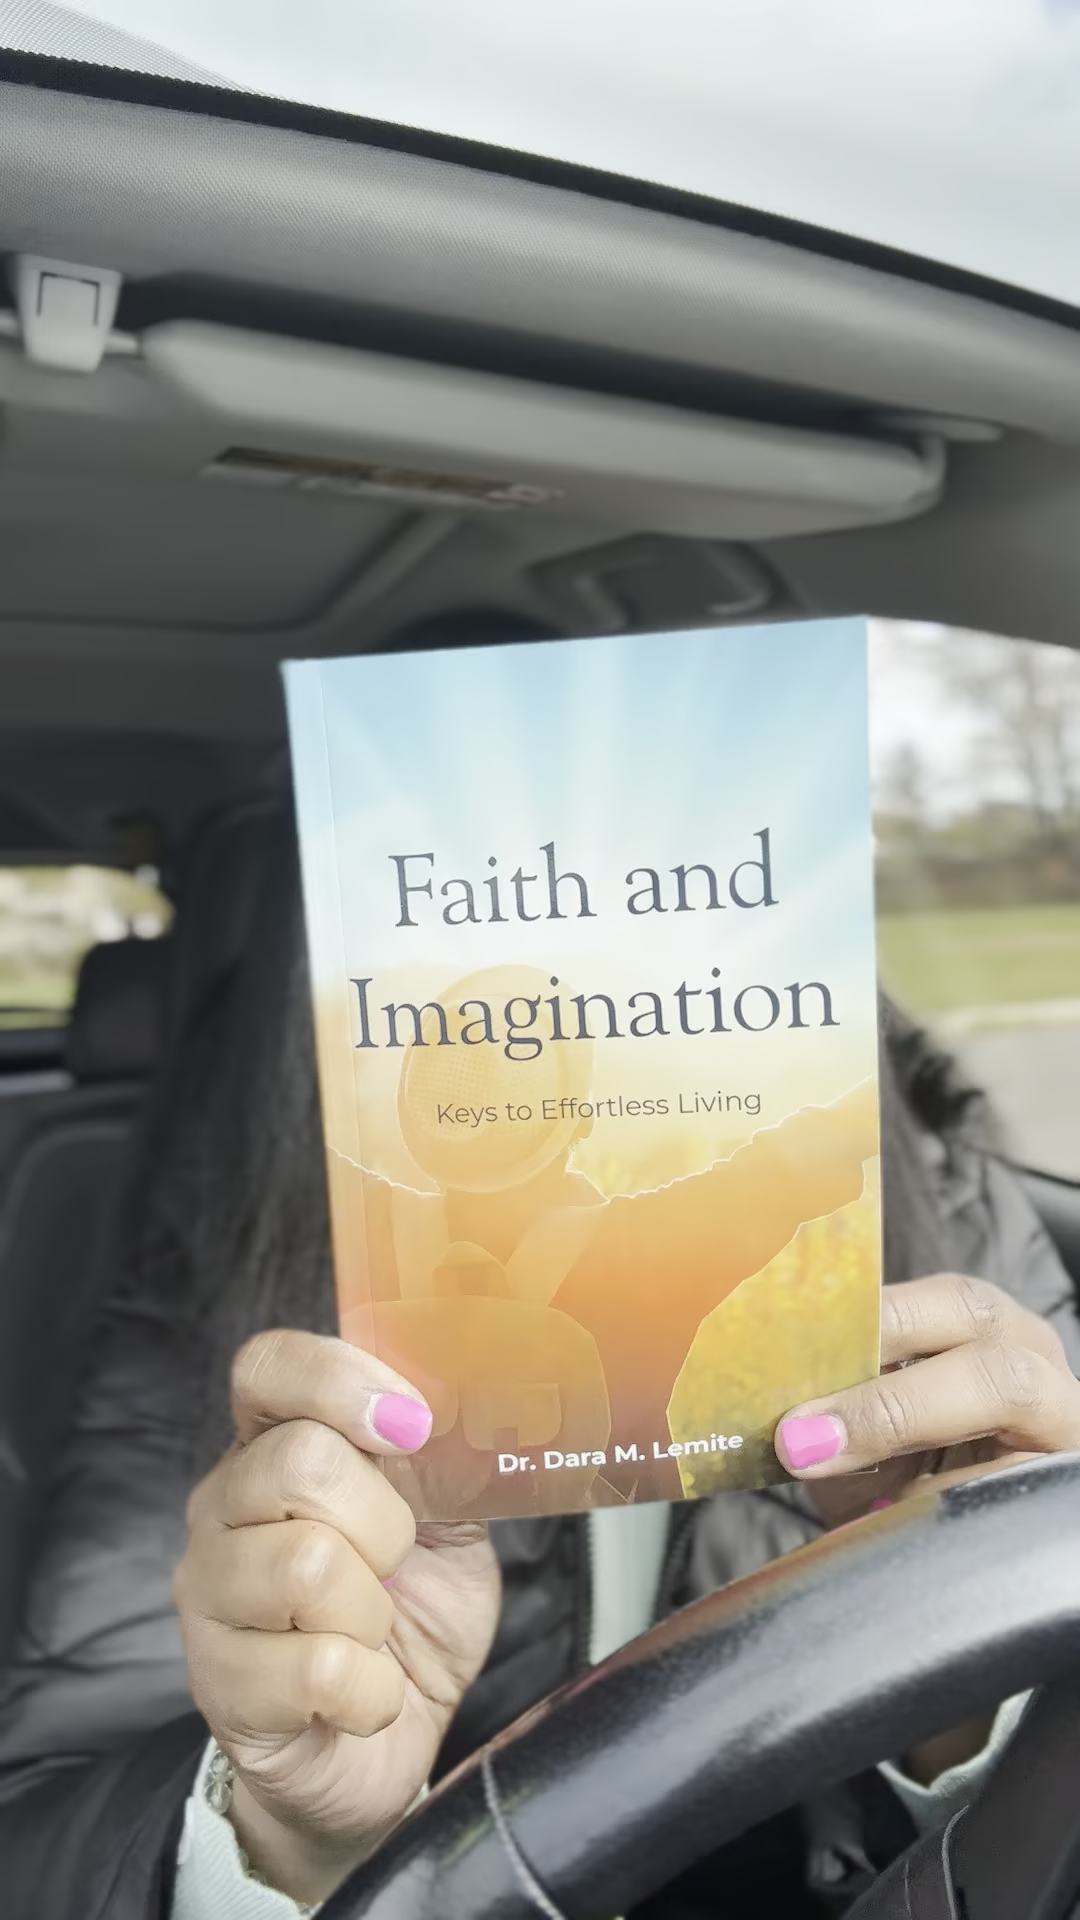 Faith and
Imagination
Keys to Effortless Living
Dr. Dara M. Lemite